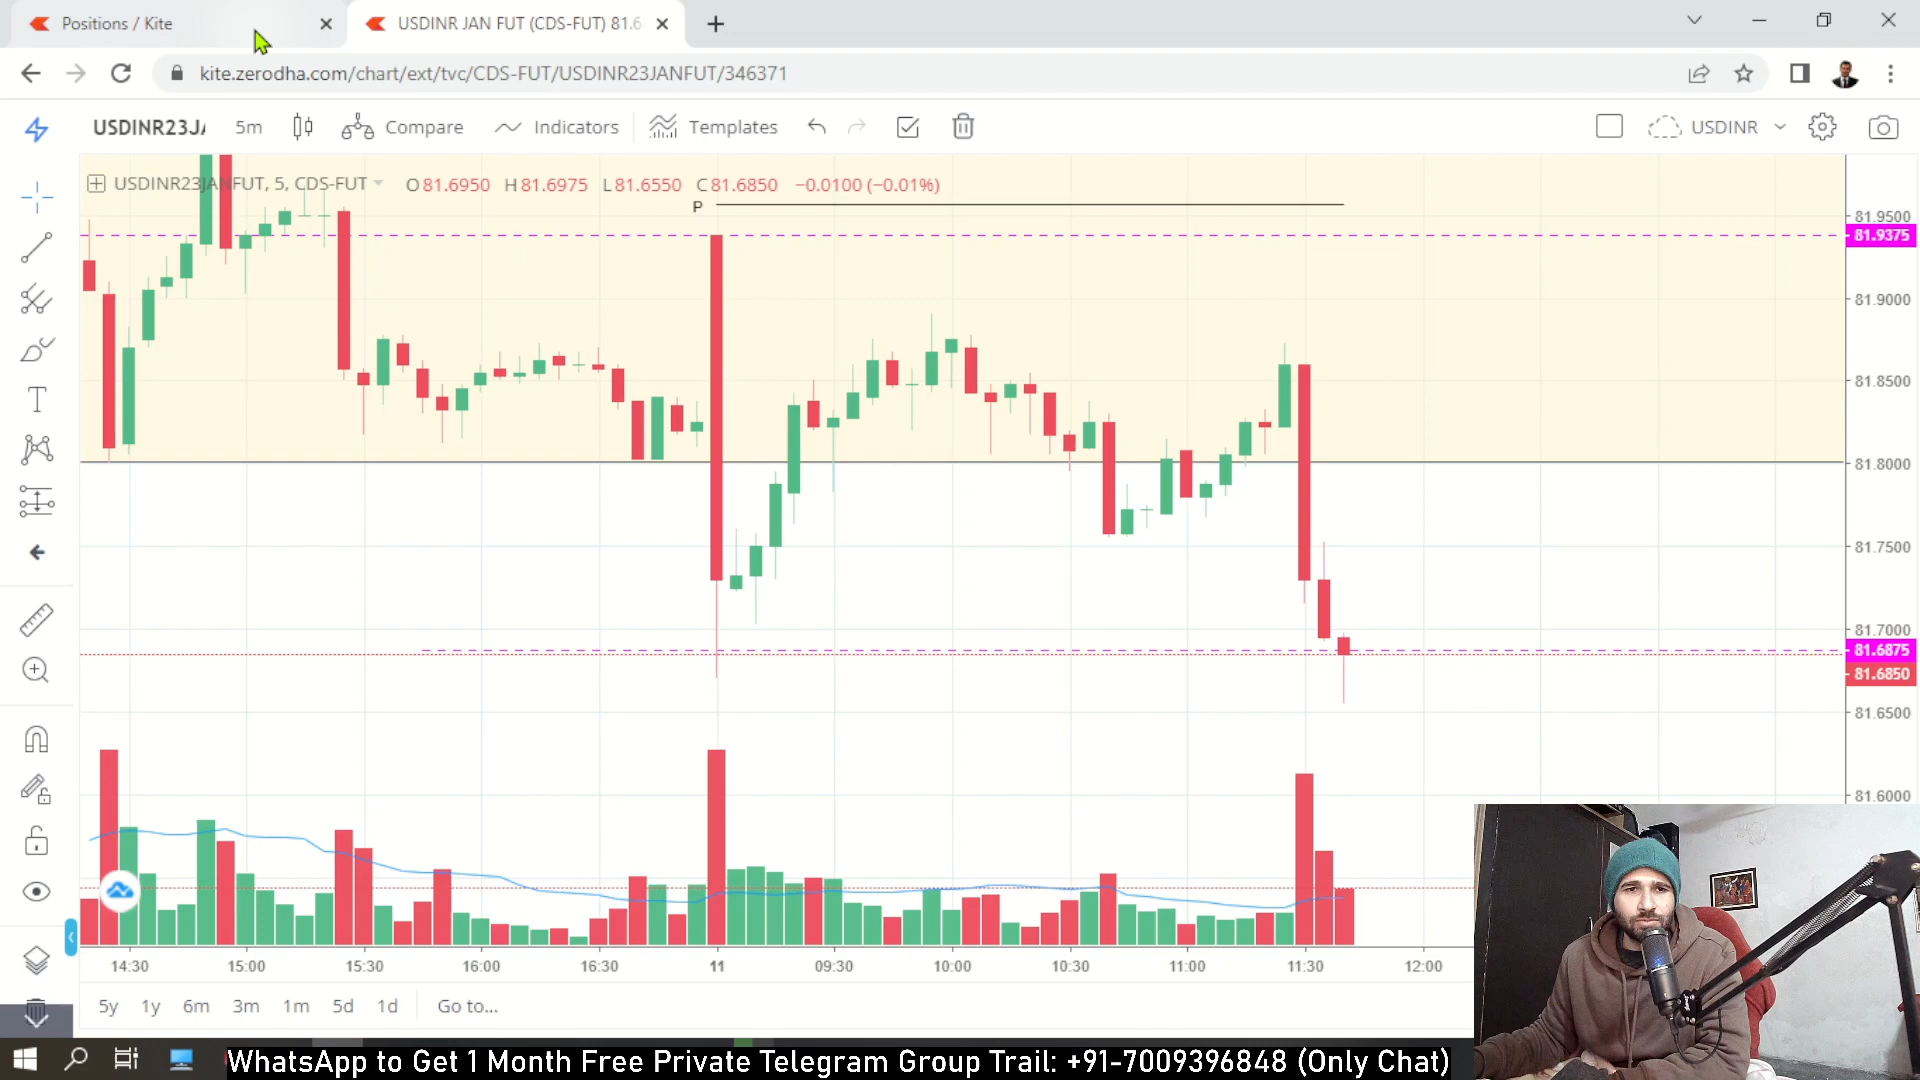 Positions / Kite
USDINR JAN FUT (CDS-FUT) 81.6
kite.zerodha.com/chart/ext/tvc/CDS-FUT/USDINR23JANFUT/346371
USDINR23JA
5m
Compare
Indicators
Templates
USDINR
USDINR23JANFUT, 5, CDS-FUT
O81.6950 H81.6975 L81.6550 C81.6850 −0.0100 (−0.01%)
P
81.9500
81.9375
81.9000
81.8500
81.8000
81.7500
81.7000
81.6875
81.6850
81.6500
81.6000
14:30 15:00 15:30 16:00 16:30 11 09:30 10:00 10:30 11:00 11:30 12:00
5y 1y 6m 3m 1m 5d 1d Go to...
WhatsApp to Get 1 Month Free Private Telegram Group Trail: +91-7009396848 (Only Chat)